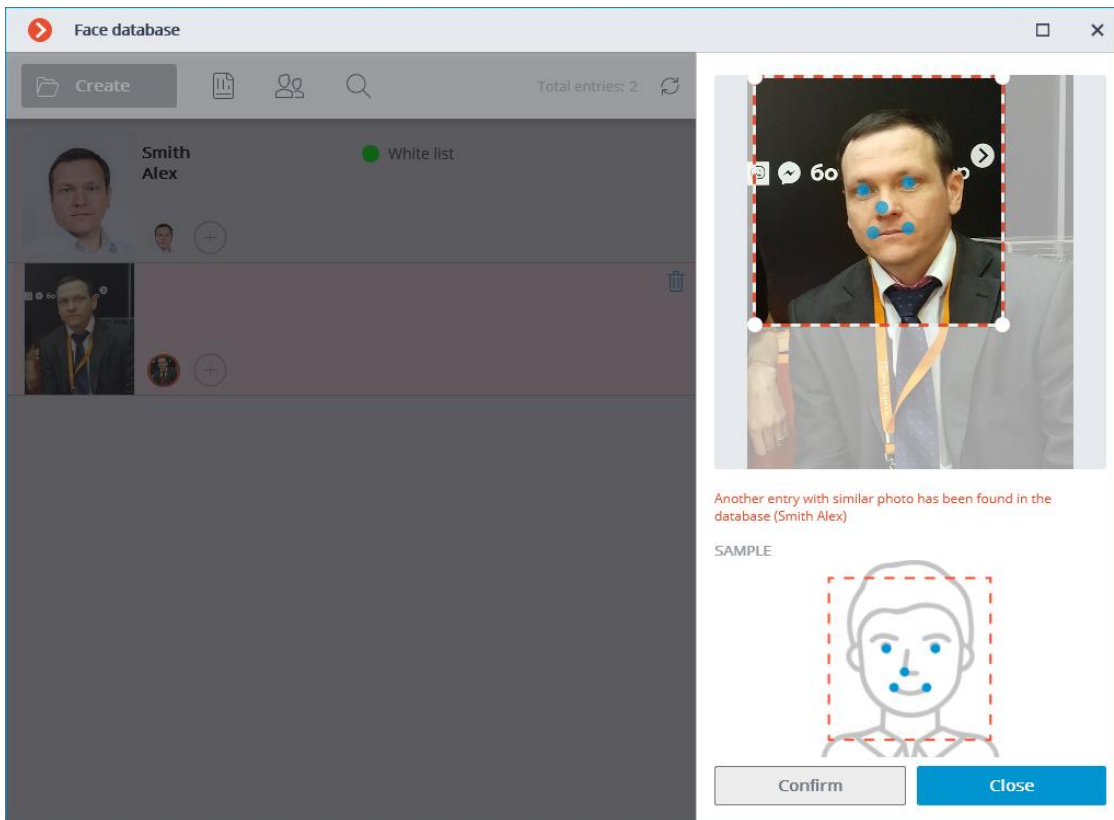 Face database
Create
Total entries: 2
Smith
Alex
White list
бо
р
Another entry with similar photo has been found in the
database (Smith Alex)
SAMPLE
Confirm
Close